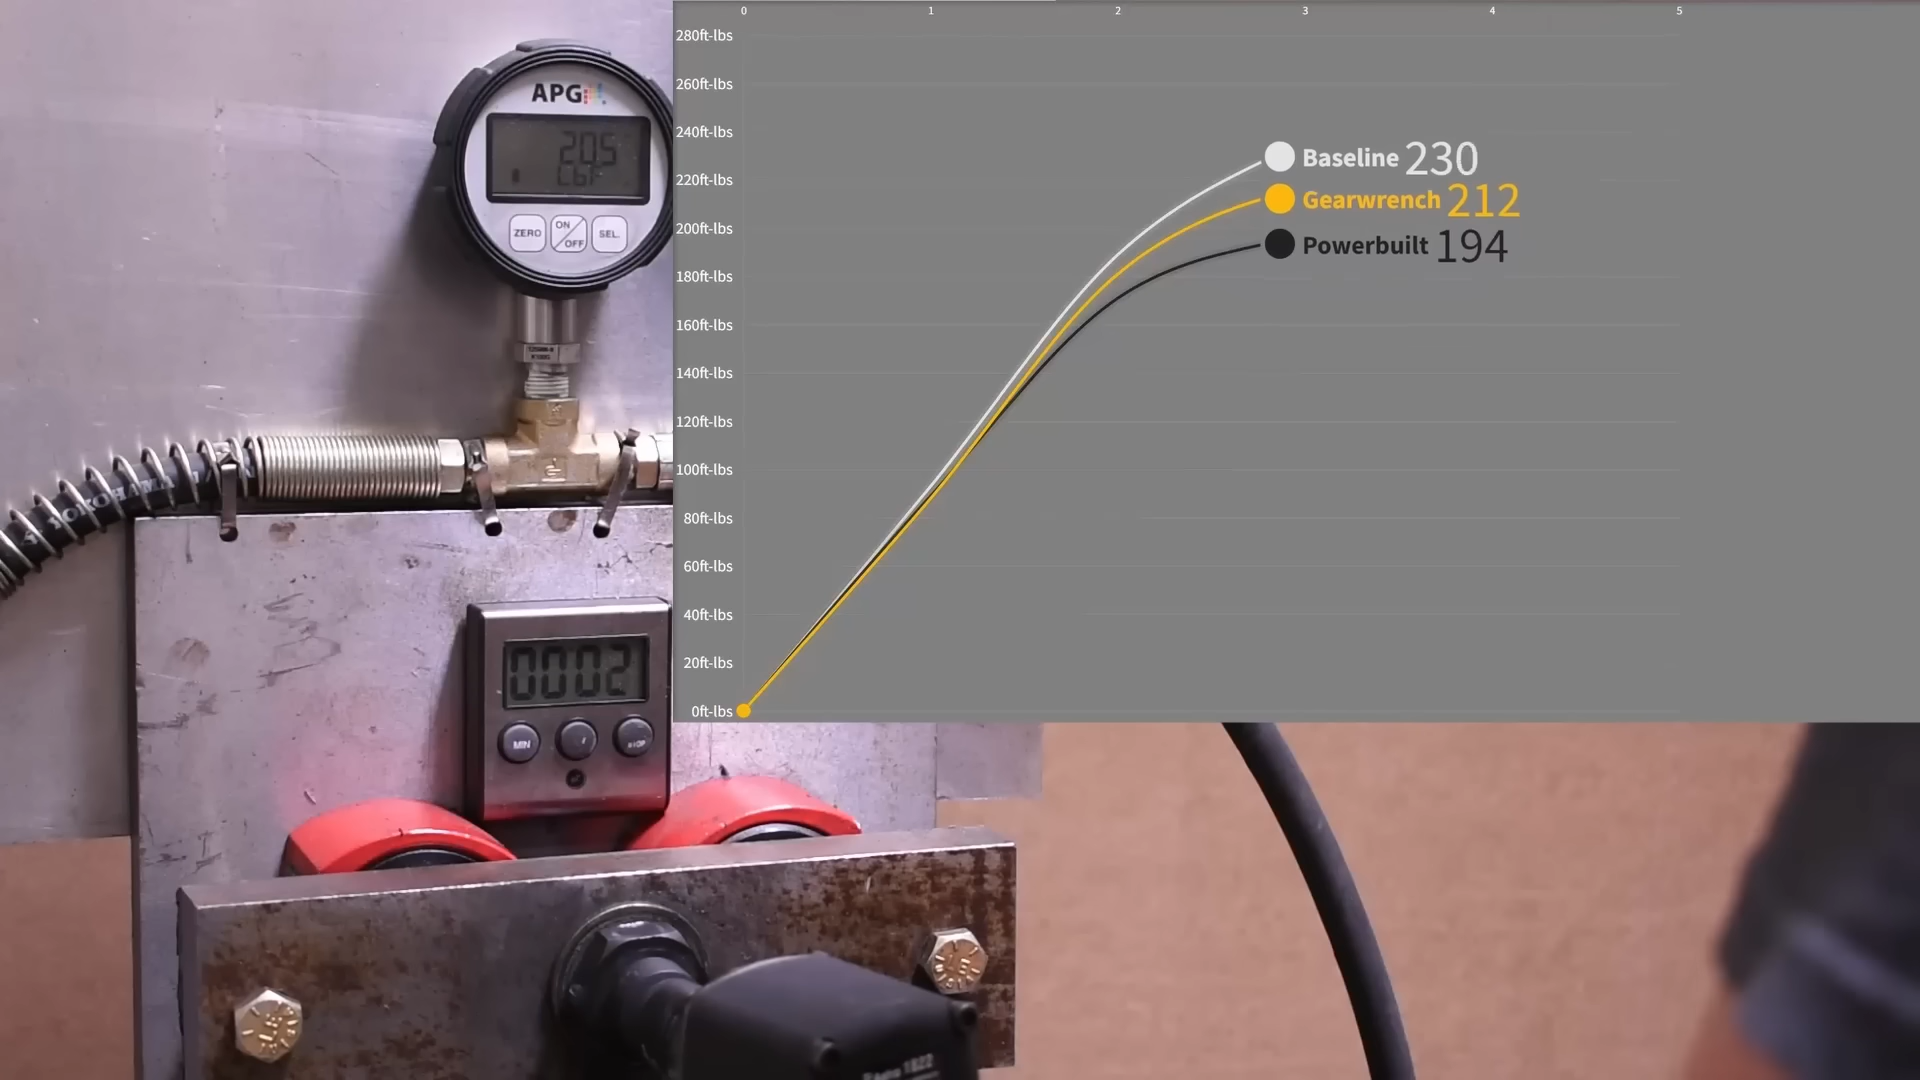 0 1 2 3 4 5
280ft-lbs
260ft-lbs
240ft-lbs
220ft-lbs
200ft-lbs
180ft-lbs
160ft-lbs
140ft-lbs
120ft-lbs
100ft-lbs
80ft-lbs
60ft-lbs
40ft-lbs
20ft-lbs
0ft-lbs
Baseline 230
Gearwrench 212
Powerbuilt 194
APG
205
ZERO
ON/OFF
SEL.
YOKOHAMA
0002
MIN